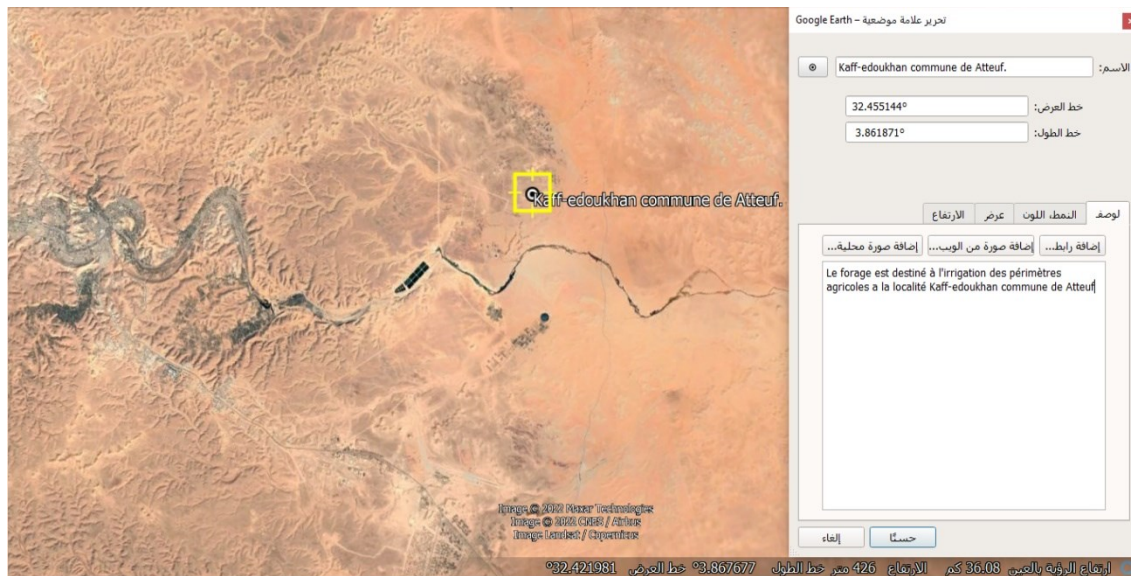 Google Earth – تحرير علامة موضعية
x
الاسم:
Kaff-edoukhan commune de Atteuf.
خط العرض:
32.455144°
خط الطول:
3.861871°
لوصف
النمط، اللون
عرض
الارتفاع
إضافة رابط...
إضافة صورة من الويب...
إضافة صورة محلية...
Le forage est destiné à l'irrigation des périmètres
agricoles a la localité Kaff-edoukhan commune de Atteuf
حسنًا
إلغاء
Kaff-edoukhan commune de Atteuf.
Image © 2022 Maxar Technologies
Image © 2022 CNES / Airbus
Image Landsat / Copernicus
ارتفاع الرؤية بالعين 36.08 كم الارتفاع 426 متر خط الطول 3.867677° خط العرض 32.421981°